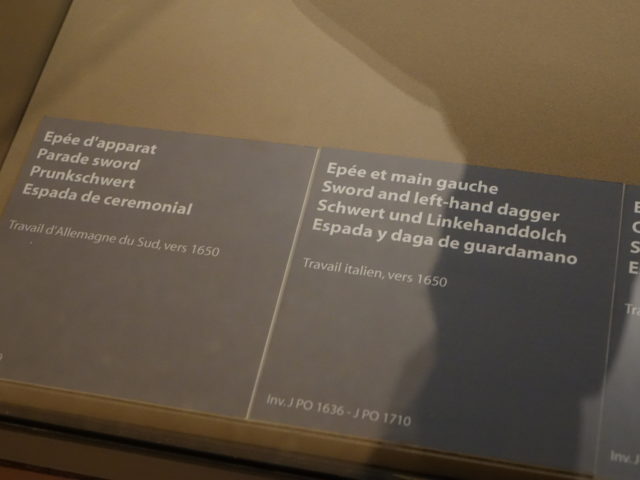 Epée d'apparat
Parade sword
Prunkschwert
Espada de ceremonial
Travail d'Allemagne du Sud, vers 1650
Epée et main gauche
Sword and left-hand dagger
Schwert und Linkehanddolch
Espada y daga de guardamano
Travail italien, vers 1650
Inv. J PO 1636 - J PO 1710
Inv. J